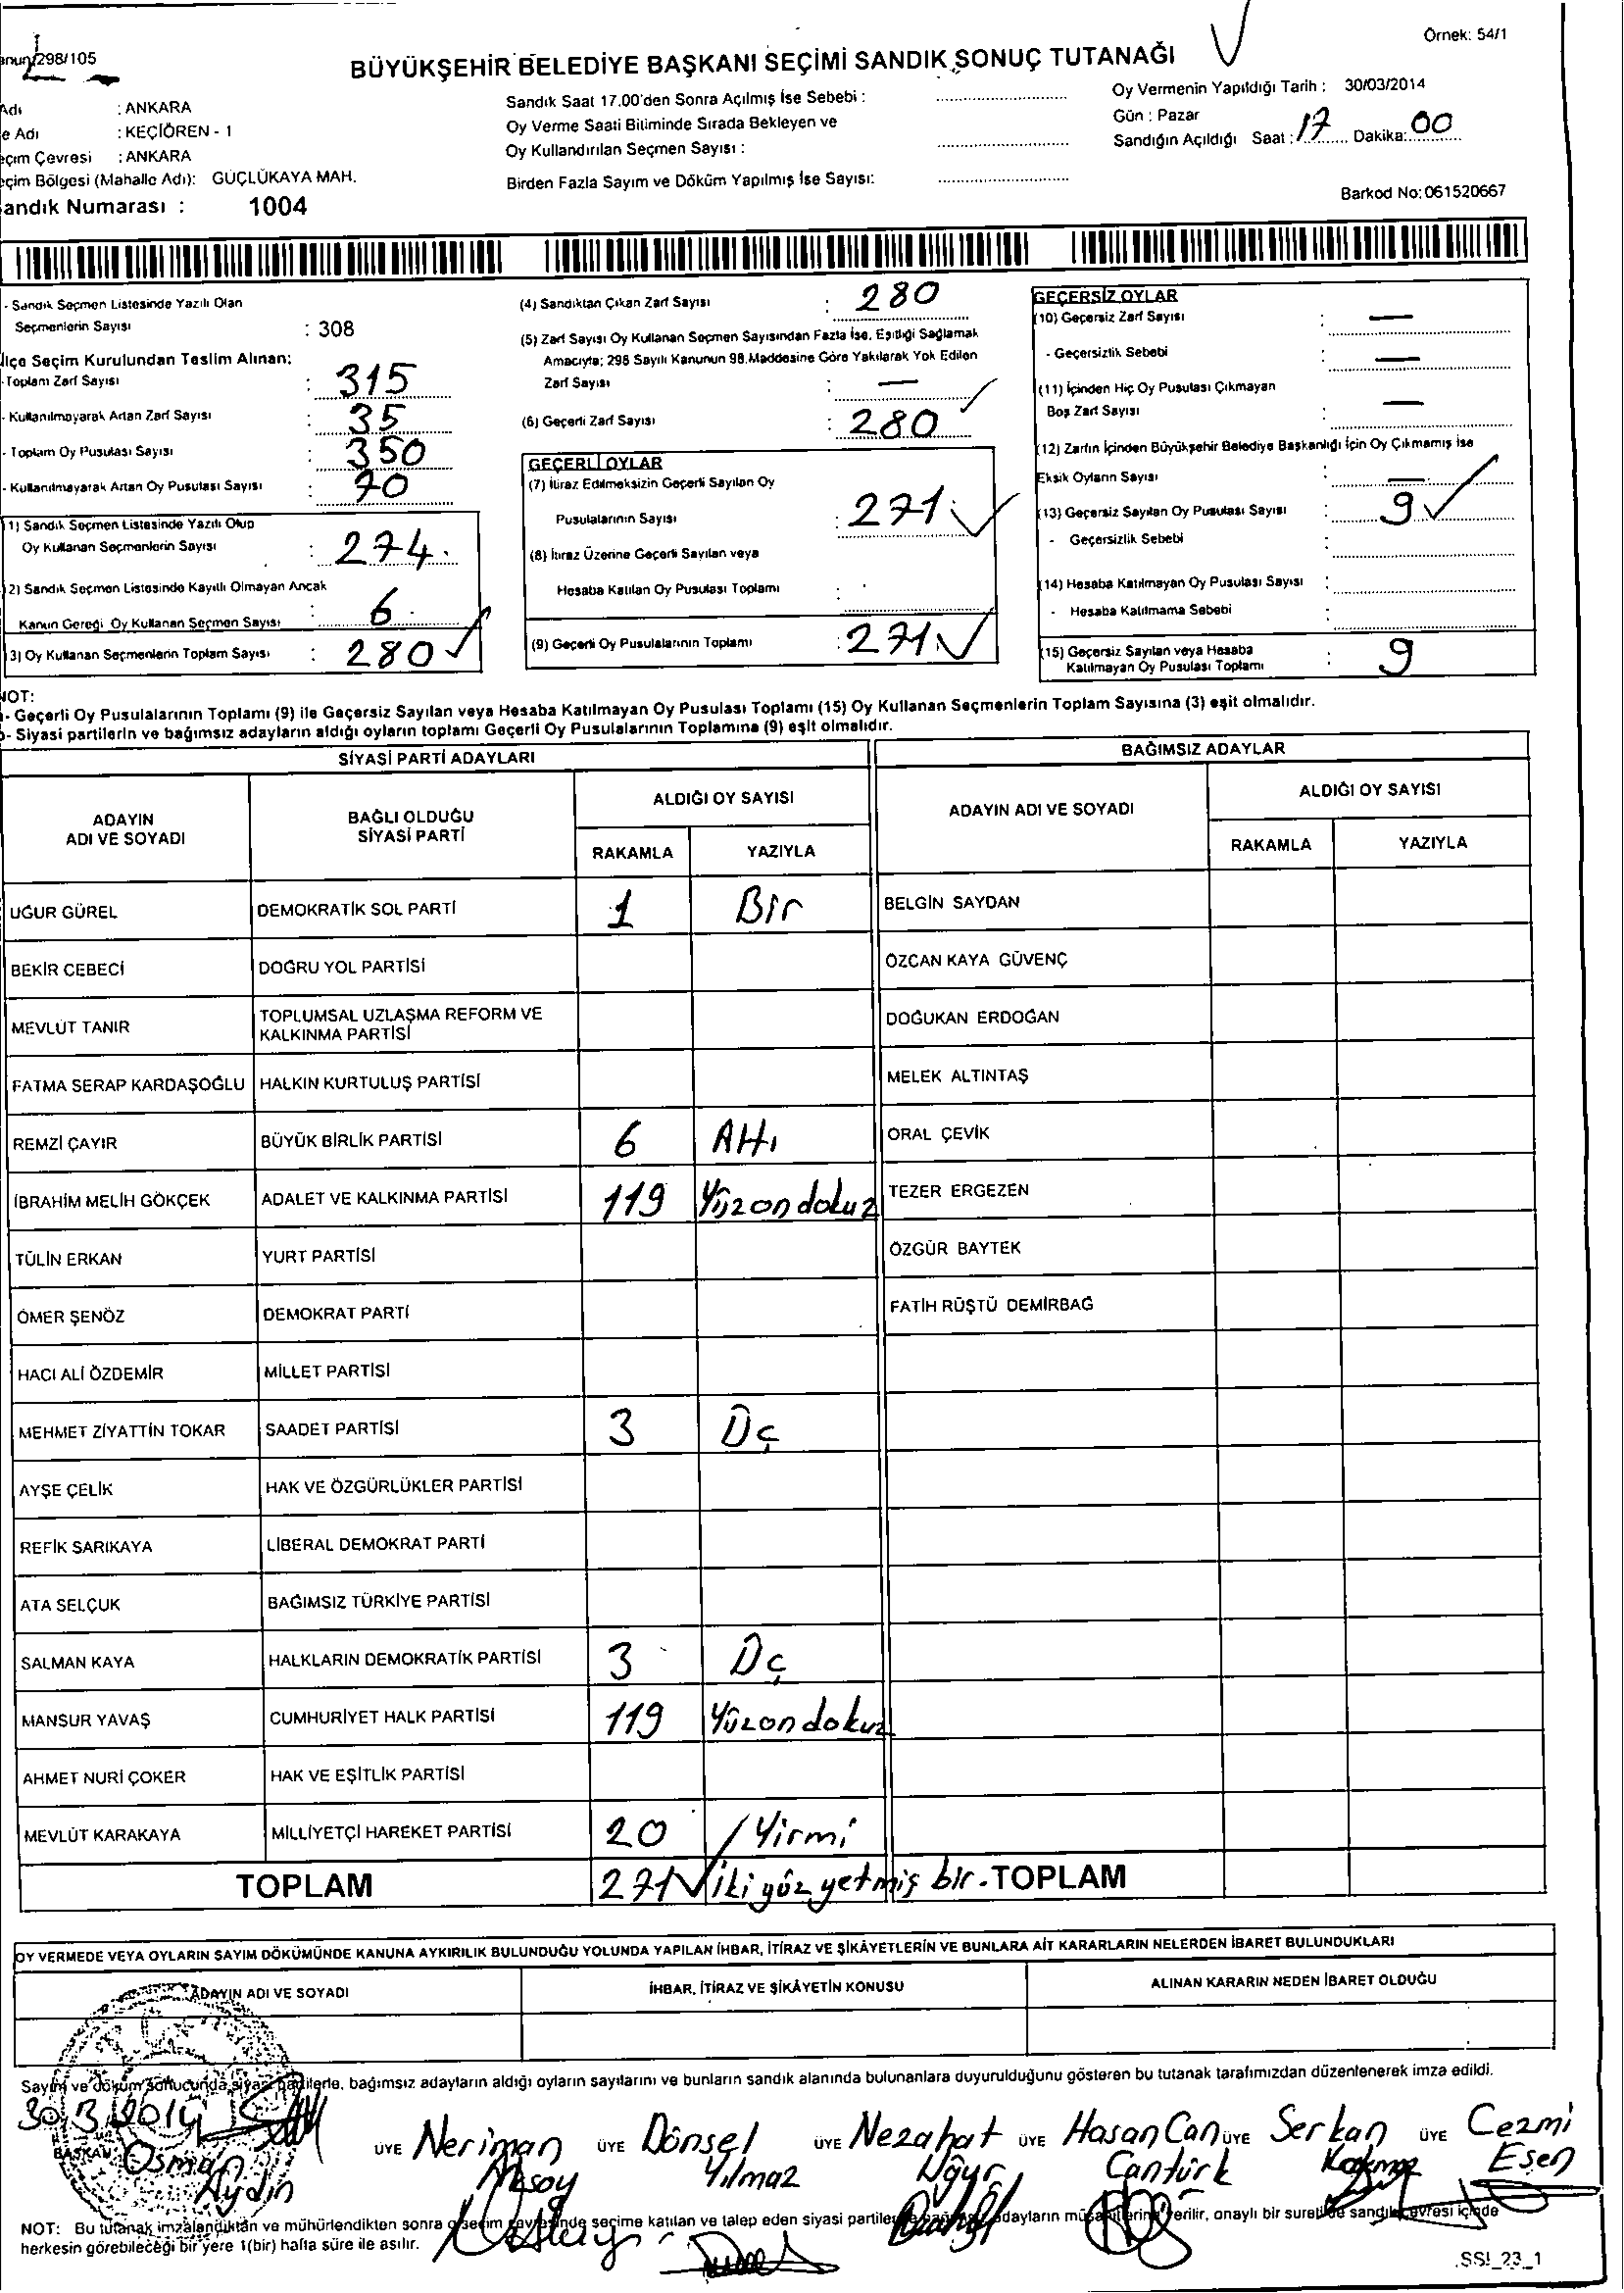 298/105
BÜYÜKŞEHİR BELEDİYE BAŞKANI SEÇİMİ SANDIK SONUÇ TUTANAĞI
Örnek: 54/1
Adı : ANKARA
e Adı : KEÇİÖREN - 1
eçim Çevresi : ANKARA
eçim Bölgesi (Mahalle Adı): GÜÇLÜKAYA MAH.
andık Numarası : 1004
Sandık Saat 17.00'den Sonra Açılmış İse Sebebi :
Oy Verme Saati Bitiminde Sırada Bekleyen ve
Oy Kullandırılan Seçmen Sayısı :
Birden Fazla Sayım ve Döküm Yapılmış İse Sayısı:
Oy Vermenin Yapıldığı Tarih : 30/03/2014
Gün : Pazar
Sandığın Açıldığı Saat : 17 Dakika: 00
Barkod No: 061520667
- Sandık Seçmen Listesinde Yazılı Olan
Seçmenlerin Sayısı : 308
İlçe Seçim Kurulundan Teslim Alınan:
- Toplam Zarf Sayısı : 315
- Kullanılmayarak Artan Zarf Sayısı : 35
- Toplam Oy Pusulası Sayısı : 350
- Kullanılmayarak Artan Oy Pusulası Sayısı : 70
1) Sandık Seçmen Listesinde Yazılı Olup
Oy Kullanan Seçmenlerin Sayısı : 274
2) Sandık Seçmen Listesinde Kayıtlı Olmayan Ancak
Kanun Gereği Oy Kullanan Seçmen Sayısı : 6
3) Oy Kullanan Seçmenlerin Toplam Sayısı : 280
(4) Sandıktan Çıkan Zarf Sayısı : 280
(5) Zarf Sayısı Oy Kullanan Seçmen Sayısından Fazla İse, Eşitliği Sağlamak
Amacıyla; 298 Sayılı Kanunun 98.Maddesine Göre Yakılarak Yok Edilen
Zarf Sayısı : —
(6) Geçerli Zarf Sayısı : 280
GEÇERLİ OYLAR
(7) İtiraz Edilmeksizin Geçerli Sayılan Oy
Pusulalarının Sayısı : 271
(8) İtiraz Üzerine Geçerli Sayılan veya
Hesaba Katılan Oy Pusulası Toplamı :
(9) Geçerli Oy Pusulalarının Toplamı : 271
GEÇERSİZ OYLAR
(10) Geçersiz Zarf Sayısı : —
- Geçersizlik Sebebi : —
(11) İçinden Hiç Oy Pusulası Çıkmayan
Boş Zarf Sayısı : —
(12) Zarfın İçinden Büyükşehir Belediye Başkanlığı İçin Oy Çıkmamış İse
Eksik Oyların Sayısı : —
(13) Geçersiz Sayılan Oy Pusulası Sayısı : 9
- Geçersizlik Sebebi :
(14) Hesaba Katılmayan Oy Pusulası Sayısı :
- Hesaba Katılmama Sebebi :
(15) Geçersiz Sayılan veya Hesaba
Katılmayan Oy Pusulası Toplamı : 9
NOT:
- Geçerli Oy Pusulalarının Toplamı (9) ile Geçersiz Sayılan veya Hesaba Katılmayan Oy Pusulası Toplamı (15) Oy Kullanan Seçmenlerin Toplam Sayısına (3) eşit olmalıdır.
- Siyasi partilerin ve bağımsız adayların aldığı oyların toplamı Geçerli Oy Pusulalarının Toplamına (9) eşit olmalıdır.
SİYASİ PARTİ ADAYLARI
BAĞIMSIZ ADAYLAR
ADAYIN
ADI VE SOYADI
BAĞLI OLDUĞU
SİYASİ PARTİ
ALDIĞI OY SAYISI
RAKAMLA YAZIYLA
ADAYIN ADI VE SOYADI
ALDIĞI OY SAYISI
RAKAMLA YAZIYLA
UĞUR GÜREL DEMOKRATİK SOL PARTİ 1 Bir BELGİN SAYDAN
BEKİR CEBECİ DOĞRU YOL PARTİSİ ÖZCAN KAYA GÜVENÇ
MEVLÜT TANIR TOPLUMSAL UZLAŞMA REFORM VE
KALKINMA PARTİSİ DOĞUKAN ERDOĞAN
FATMA SERAP KARDAŞOĞLU HALKIN KURTULUŞ PARTİSİ MELEK ALTINTAŞ
REMZİ ÇAYIR BÜYÜK BİRLİK PARTİSİ 6 Altı ORAL ÇEVİK
İBRAHİM MELİH GÖKÇEK ADALET VE KALKINMA PARTİSİ 119 Yüzondokuz TEZER ERGEZEN
TÜLİN ERKAN YURT PARTİSİ ÖZGÜR BAYTEK
ÖMER ŞENÖZ DEMOKRAT PARTİ FATİH RÜŞTÜ DEMİRBAĞ
HACI ALİ ÖZDEMİR MİLLET PARTİSİ
MEHMET ZİYATTİN TOKAR SAADET PARTİSİ 3 Üç
AYŞE ÇELİK HAK VE ÖZGÜRLÜKLER PARTİSİ
REFİK SARIKAYA LİBERAL DEMOKRAT PARTİ
ATA SELÇUK BAĞIMSIZ TÜRKİYE PARTİSİ
SALMAN KAYA HALKLARIN DEMOKRATİK PARTİSİ 3 Üç
MANSUR YAVAŞ CUMHURİYET HALK PARTİSİ 119 Yüzondokuz
AHMET NURİ ÇOKER HAK VE EŞİTLİK PARTİSİ
MEVLÜT KARAKAYA MİLLİYETÇİ HAREKET PARTİSİ 20 Yirmi
TOPLAM 271 iki yüz yetmiş bir. TOPLAM
OY VERMEDE VEYA OYLARIN SAYIM DÖKÜMÜNDE KANUNA AYKIRILIK BULUNDUĞU YOLUNDA YAPILAN İHBAR, İTİRAZ VE ŞİKÂYETLERİN VE BUNLARA AİT KARARLARIN NELERDEN İBARET BULUNDUKLARI
ADAYIN ADI VE SOYADI İHBAR, İTİRAZ VE ŞİKÂYETİN KONUSU ALINAN KARARIN NEDEN İBARET OLDUĞU
Sayım ve döküm sonucunda siyasi partilerle, bağımsız adayların aldığı oyların sayılarını ve bunların sandık alanında bulunanlara duyurulduğunu gösteren bu tutanak tarafımızdan düzenlenerek imza edildi.
30.3.2014
BAŞKAN Osman Aydın
ÜYE Neriman Aksoy
ÜYE Dönsel Yılmaz
ÜYE Nezahat Uğur
ÜYE Hasan Can Cantürk
ÜYE Serkan
ÜYE Cezmi Esen
NOT: Bu tutanak imzalandıktan ve mühürlendikten sonra o seçim çevresinde seçime katılan ve talep eden siyasi partiler bağımsız adayların müşahitlerine verilir, onaylı bir sureti de sandık çevresi içinde
herkesin görebileceği bir yere 1(bir) hafta süre ile asılır.
SSİ_23_1